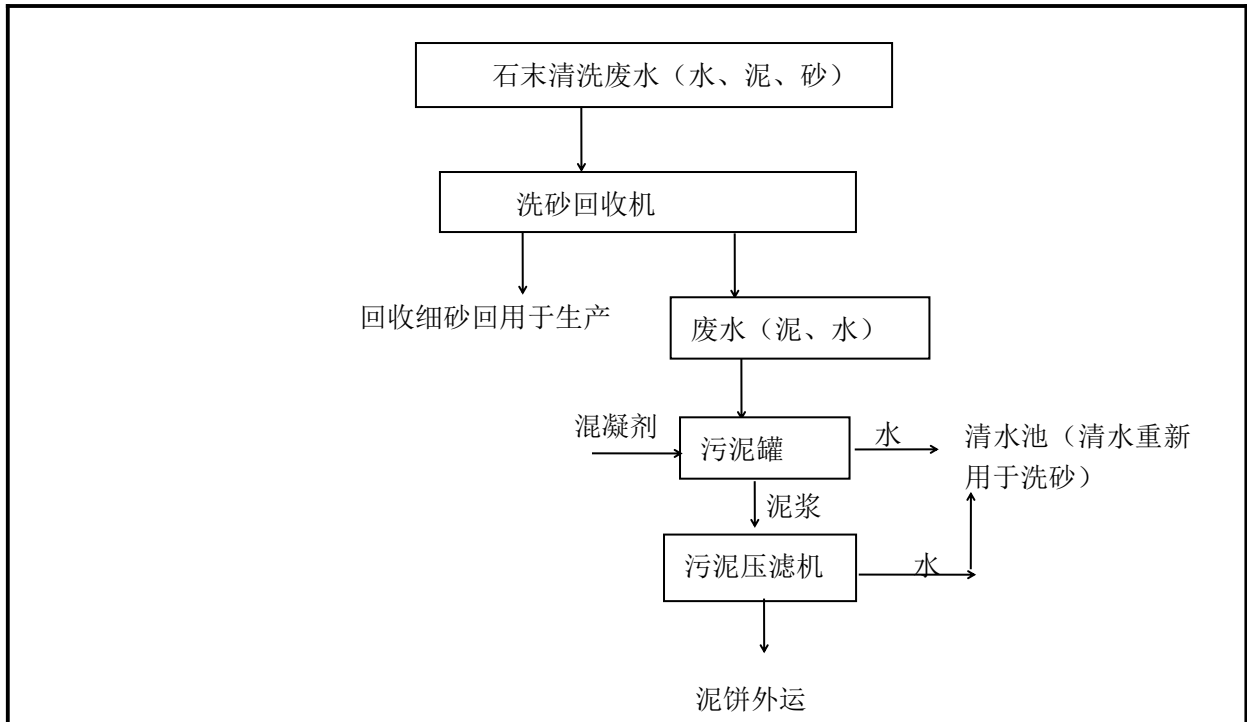 石末清洗废水（水、泥、砂）
洗砂回收机
回收细砂回用于生产
废水（泥、水）
混凝剂
污泥罐
水
清水池（清水重新
用于洗砂）
泥浆
污泥压滤机
水
泥饼外运